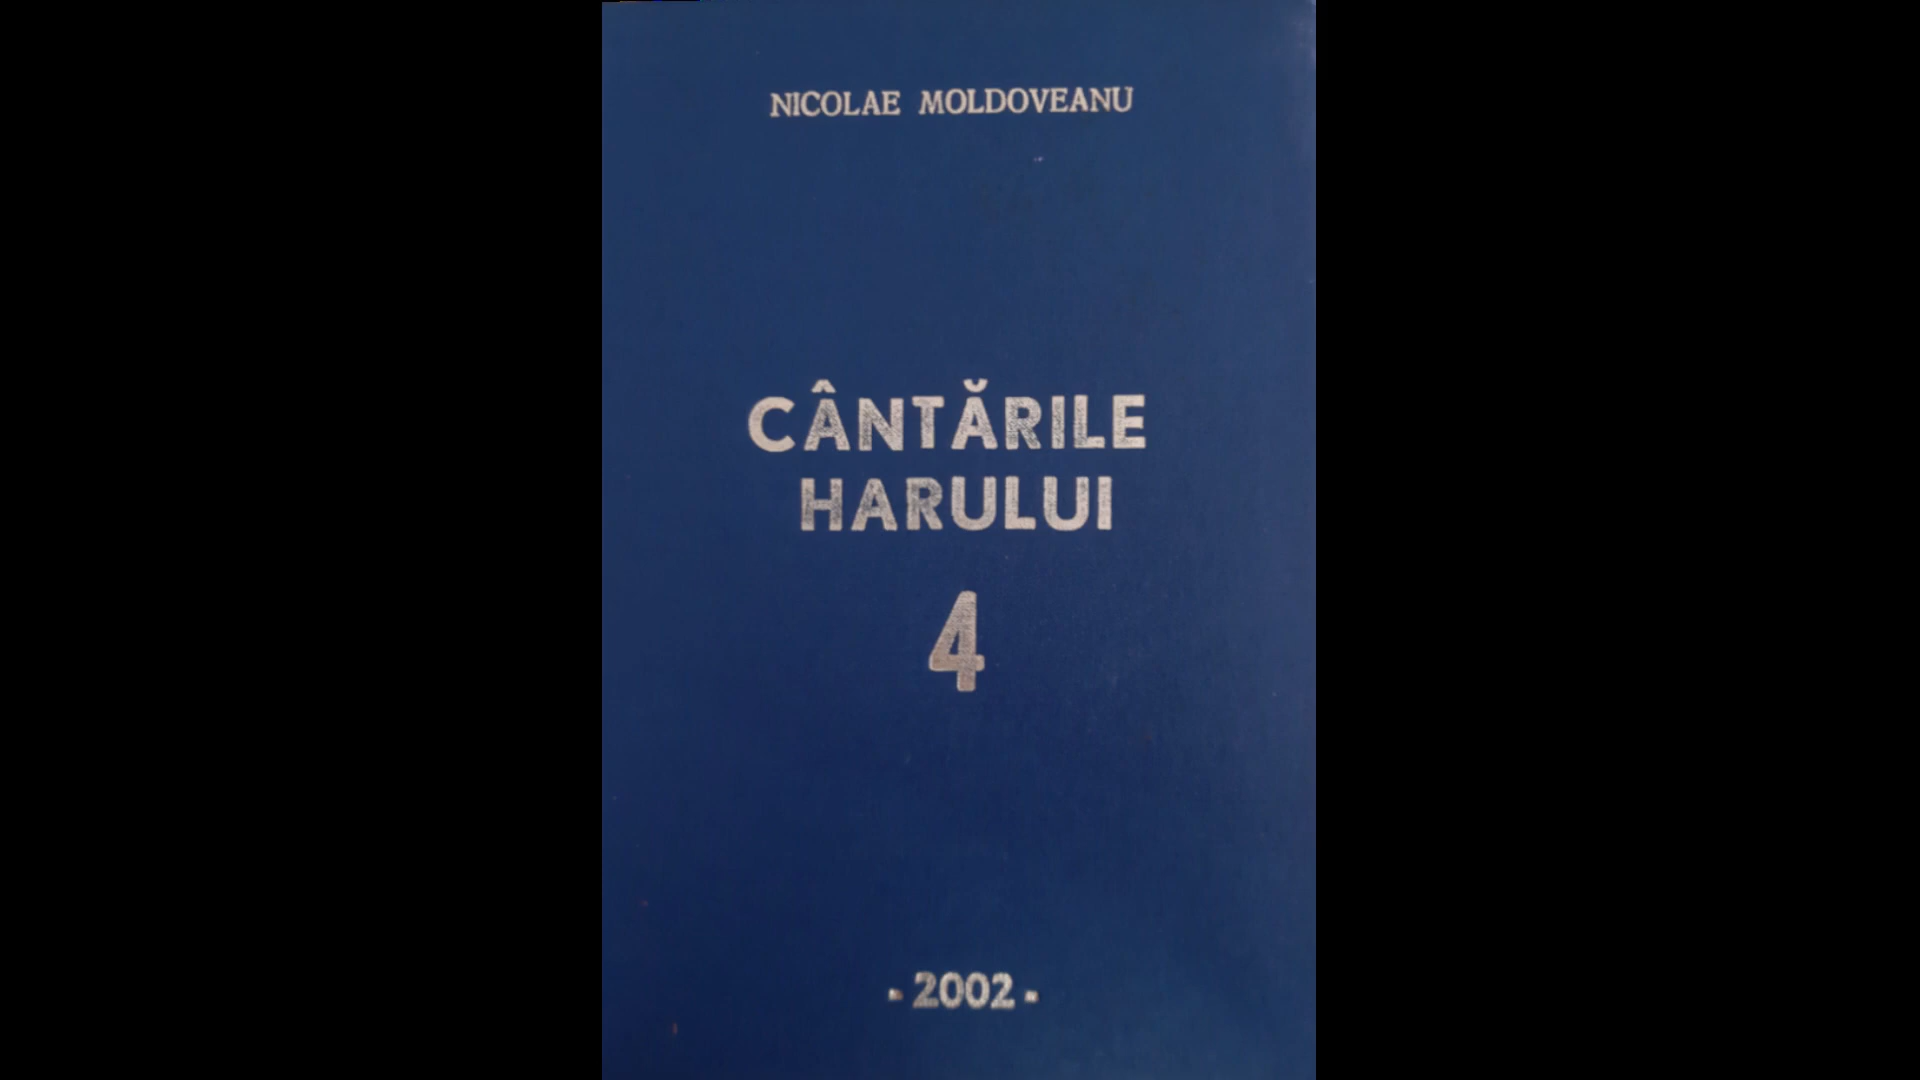 NICOLAE MOLDOVEANU
CÂNTĂRILE
HARULUI
4
- 2002 -